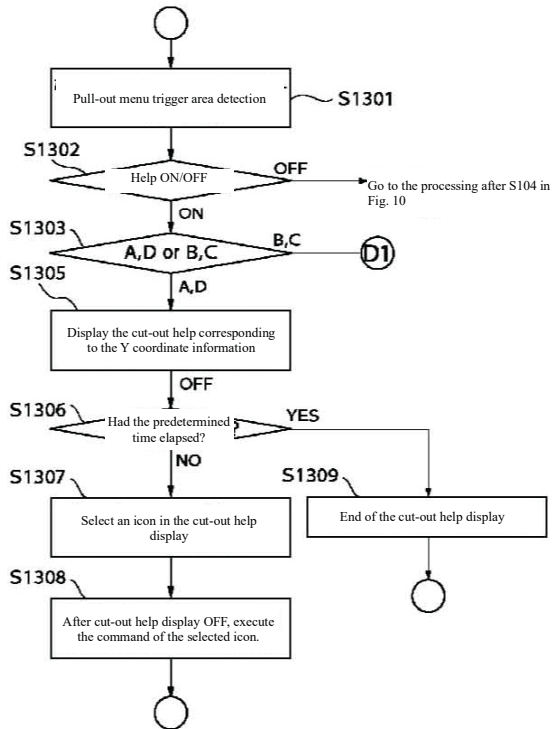 Pull-out menu trigger area detection
S1301
S1302
Help ON/OFF
OFF
Go to the processing after S104 in
Fig. 10
ON
S1303
A,D or B,C
B,C
D1
A,D
S1305
Display the cut-out help corresponding
to the Y coordinate information
OFF
S1306
Had the predetermined
time elapsed?
YES
NO
S1307
S1309
Select an icon in the cut-out help
display
End of the cut-out help display
S1308
After cut-out help display OFF, execute
the command of the selected icon.